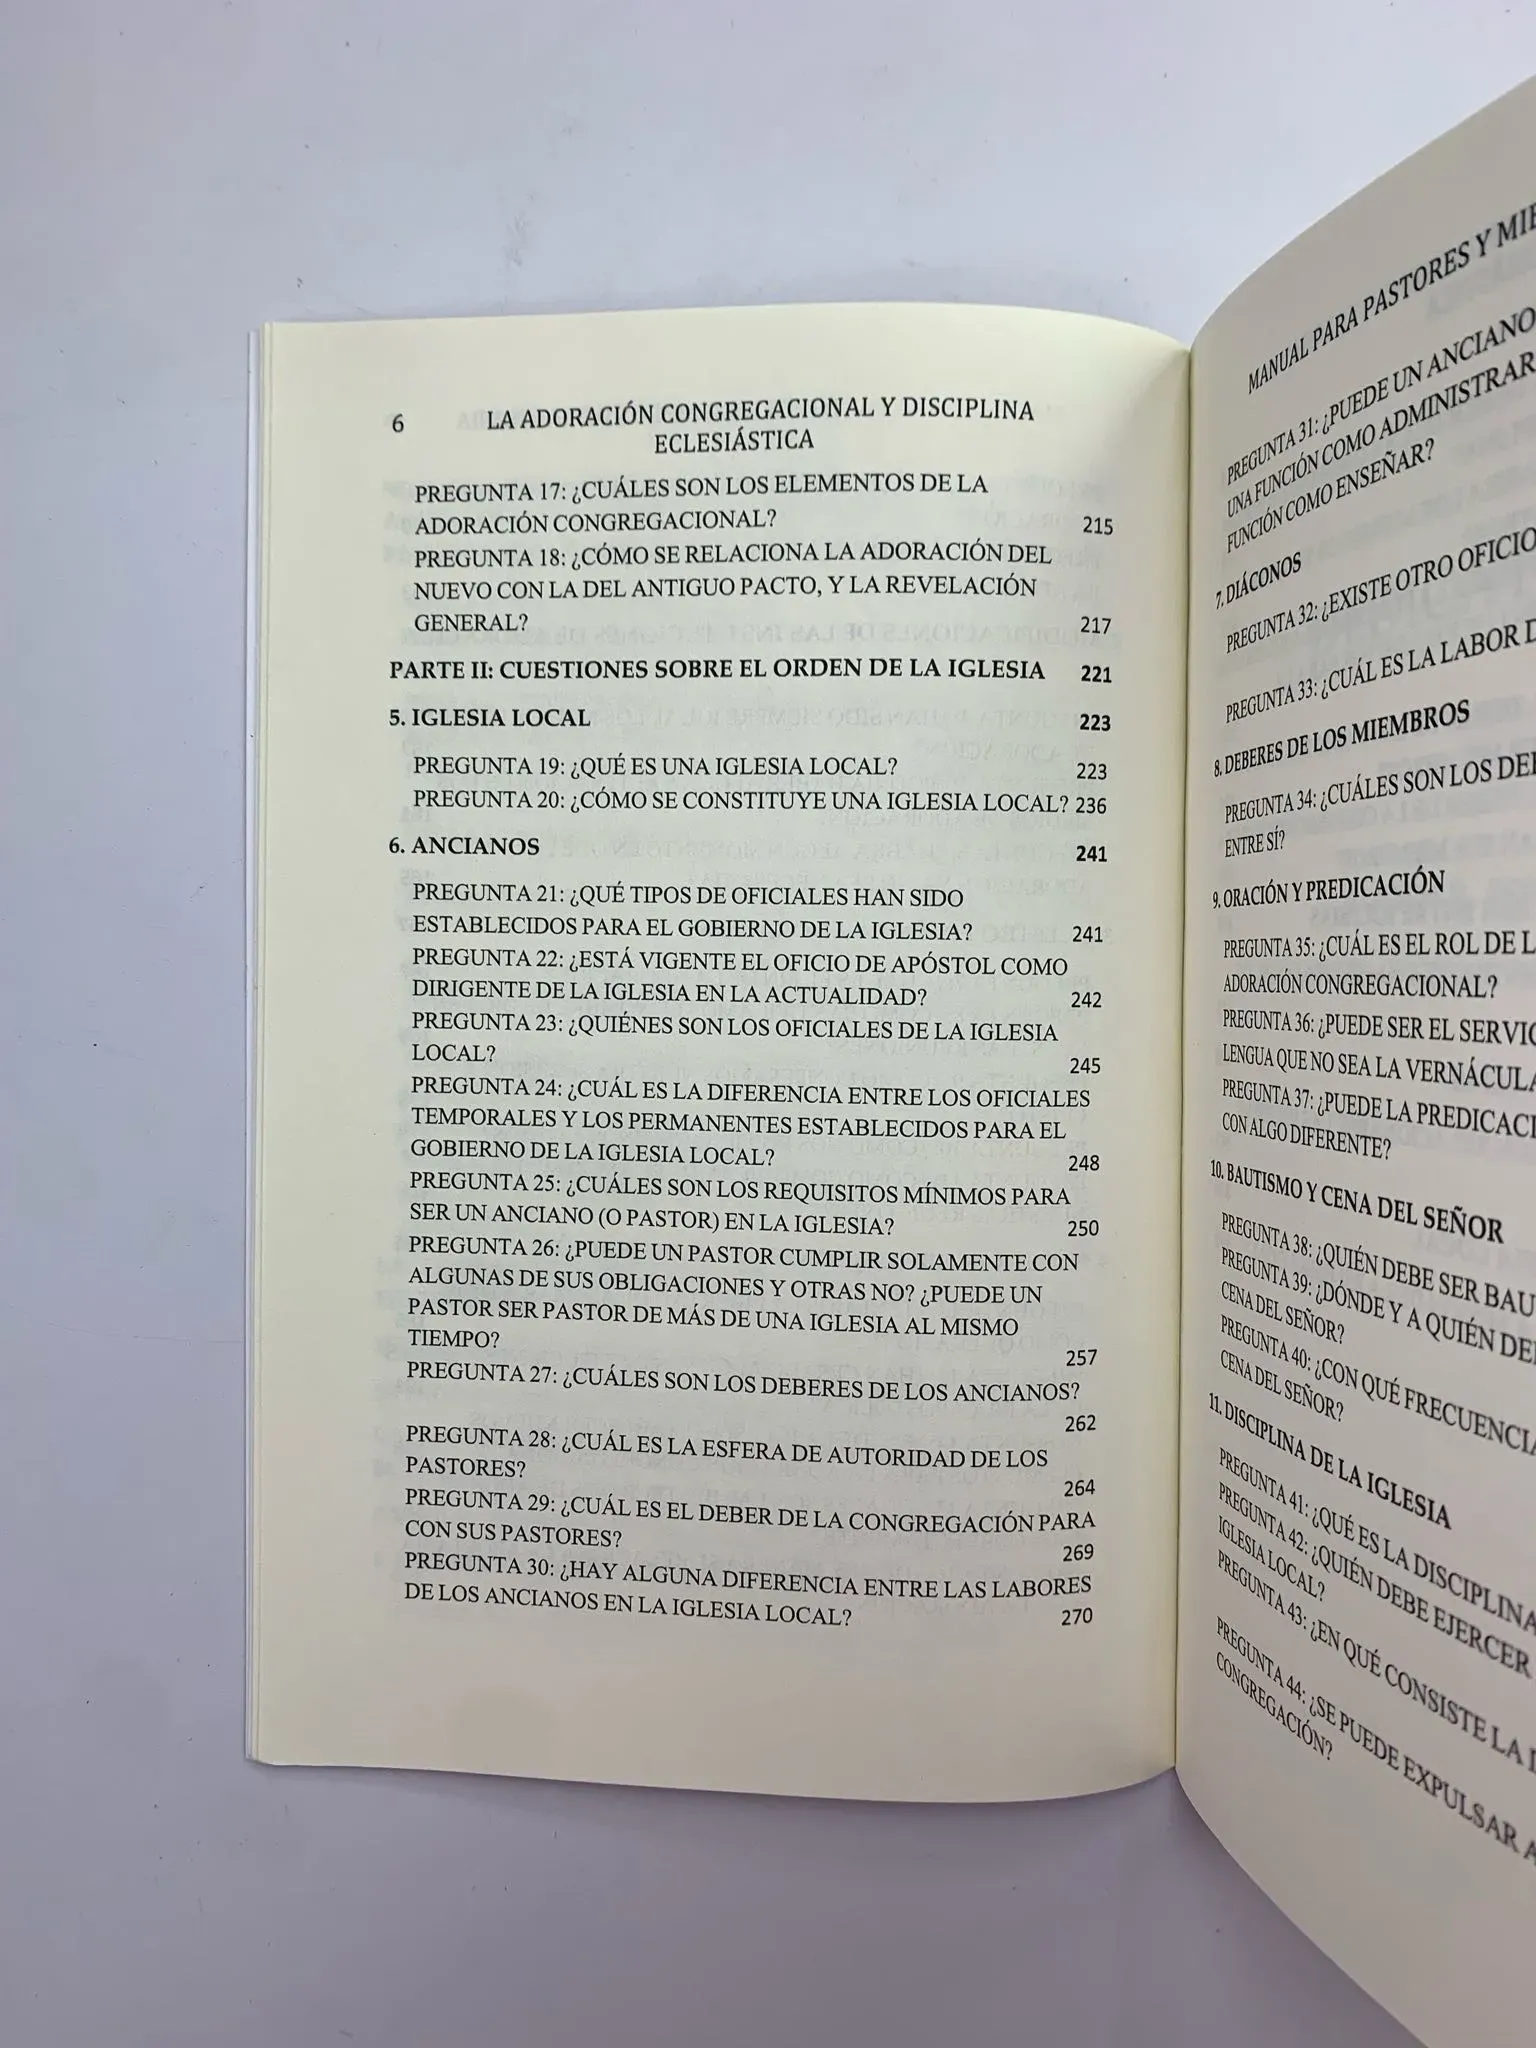 6 LA ADORACIÓN CONGREGACIONAL Y DISCIPLINA
ECLESIÁSTICA
PREGUNTA 17: ¿CUÁLES SON LOS ELEMENTOS DE LA
ADORACIÓN CONGREGACIONAL? 215
PREGUNTA 18: ¿CÓMO SE RELACIONA LA ADORACIÓN DEL
NUEVO CON LA DEL ANTIGUO PACTO, Y LA REVELACIÓN
GENERAL? 217
PARTE II: CUESTIONES SOBRE EL ORDEN DE LA IGLESIA 221
5. IGLESIA LOCAL 223
PREGUNTA 19: ¿QUÉ ES UNA IGLESIA LOCAL? 223
PREGUNTA 20: ¿CÓMO SE CONSTITUYE UNA IGLESIA LOCAL? 236
6. ANCIANOS 241
PREGUNTA 21: ¿QUÉ TIPOS DE OFICIALES HAN SIDO
ESTABLECIDOS PARA EL GOBIERNO DE LA IGLESIA? 241
PREGUNTA 22: ¿ESTÁ VIGENTE EL OFICIO DE APÓSTOL COMO
DIRIGENTE DE LA IGLESIA EN LA ACTUALIDAD? 242
PREGUNTA 23: ¿QUIÉNES SON LOS OFICIALES DE LA IGLESIA
LOCAL? 245
PREGUNTA 24: ¿CUÁL ES LA DIFERENCIA ENTRE LOS OFICIALES
TEMPORALES Y LOS PERMANENTES ESTABLECIDOS PARA EL
GOBIERNO DE LA IGLESIA LOCAL? 248
PREGUNTA 25: ¿CUÁLES SON LOS REQUISITOS MÍNIMOS PARA
SER UN ANCIANO (O PASTOR) EN LA IGLESIA? 250
PREGUNTA 26: ¿PUEDE UN PASTOR CUMPLIR SOLAMENTE CON
ALGUNAS DE SUS OBLIGACIONES Y OTRAS NO? ¿PUEDE UN
PASTOR SER PASTOR DE MÁS DE UNA IGLESIA AL MISMO
TIEMPO? 257
PREGUNTA 27: ¿CUÁLES SON LOS DEBERES DE LOS ANCIANOS?
262
PREGUNTA 28: ¿CUÁL ES LA ESFERA DE AUTORIDAD DE LOS
PASTORES? 264
PREGUNTA 29: ¿CUÁL ES EL DEBER DE LA CONGREGACIÓN PARA
CON SUS PASTORES? 269
PREGUNTA 30: ¿HAY ALGUNA DIFERENCIA ENTRE LAS LABORES
DE LOS ANCIANOS EN LA IGLESIA LOCAL? 270
MANUAL PARA PASTORES Y
PREGUNTA 31: ¿PUEDE UN ANCIANO
UNA FUNCIÓN COMO ADMINISTRAR
FUNCIÓN COMO ENSEÑAR?
7. DIÁCONOS
PREGUNTA 32: ¿EXISTE OTRO OFICIO
PREGUNTA 33: ¿CUÁL ES LA LABOR
8. DEBERES DE LOS MIEMBROS
PREGUNTA 34: ¿CUÁLES SON LOS
ENTRE SÍ?
9. ORACIÓN Y PREDICACIÓN
PREGUNTA 35: ¿CUÁL ES EL ROL DE
ADORACIÓN CONGREGACIONAL?
PREGUNTA 36: ¿PUEDE SER EL
LENGUA QUE NO SEA LA VERNÁCULA
PREGUNTA 37: ¿PUEDE LA
CON ALGO DIFERENTE?
10. BAUTISMO Y CENA DEL SEÑOR
PREGUNTA 38: ¿QUIÉN DEBE SER
PREGUNTA 39: ¿DÓNDE Y A QUIÉN
CENA DEL SEÑOR?
PREGUNTA 40: ¿CON QUÉ
CENA DEL SEÑOR?
11. DISCIPLINA DE LA IGLESIA
PREGUNTA 41: ¿QUÉ ES LA DISCIPLINA
PREGUNTA 42: ¿QUIÉN DEBE EJERCER
IGLESIA LOCAL?
PREGUNTA 43: ¿EN QUÉ CONSISTE LA
PREGUNTA 44: ¿SE PUEDE EXPULSAR A
CONGREGACIÓN?